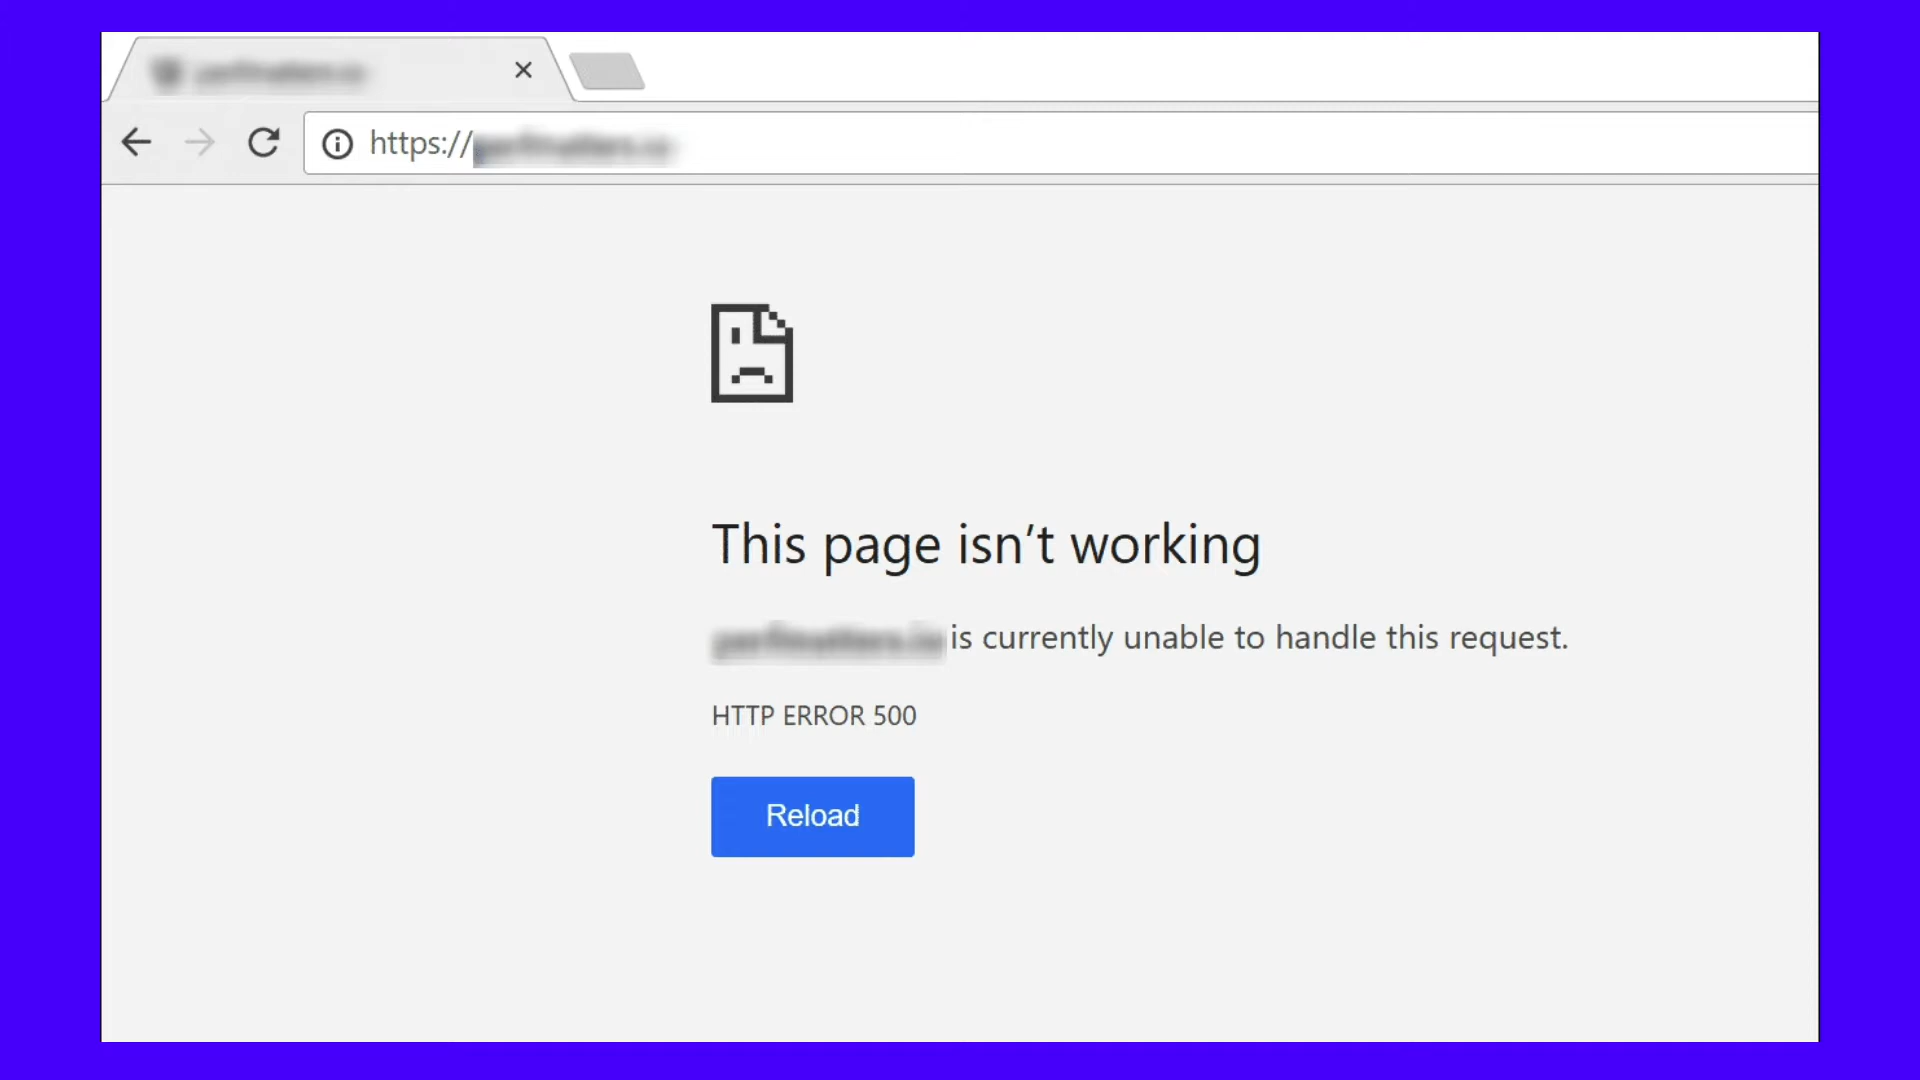 https://
This page isn't working
is currently unable to handle this request.
HTTP ERROR 500
Reload